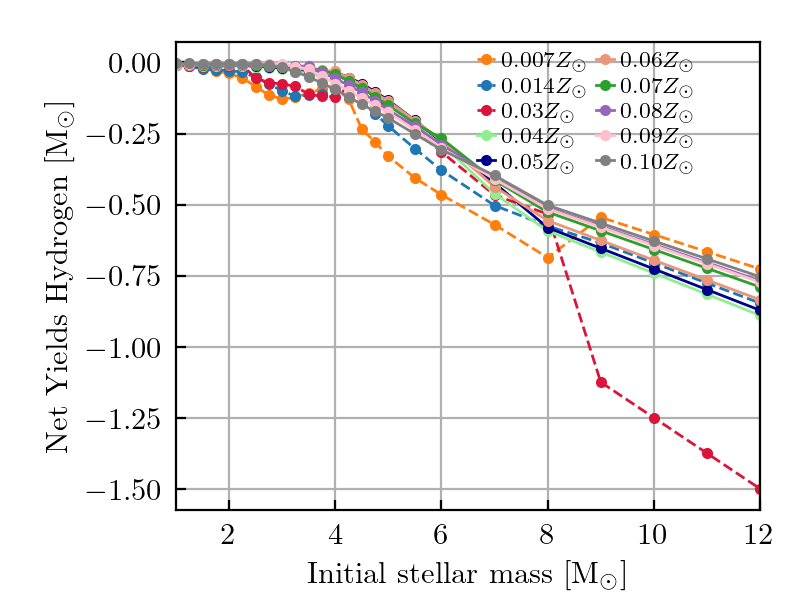 0.00
−0.25
−0.50
−0.75
−1.00
−1.25
−1.50
Net Yields Hydrogen [M⊙]
0.007Z⊙ 0.06Z⊙
0.014Z⊙ 0.07Z⊙
0.03Z⊙ 0.08Z⊙
0.04Z⊙ 0.09Z⊙
0.05Z⊙ 0.10Z⊙
2 4 6 8 10 12
Initial stellar mass [M⊙]